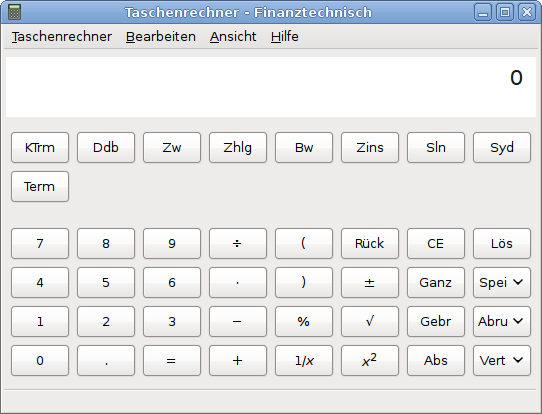 Taschenrechner - Finanztechnisch
Taschenrechner Bearbeiten Ansicht Hilfe
0
KTrm Ddb Zw Zhlg Bw Zins Sln Syd
Term
7 8 9 ÷ ( Rück CE Lös
4 5 6 · ) ± Ganz Spei
1 2 3 − % √ Gebr Abru
0 . = + 1/x x² Abs Vert